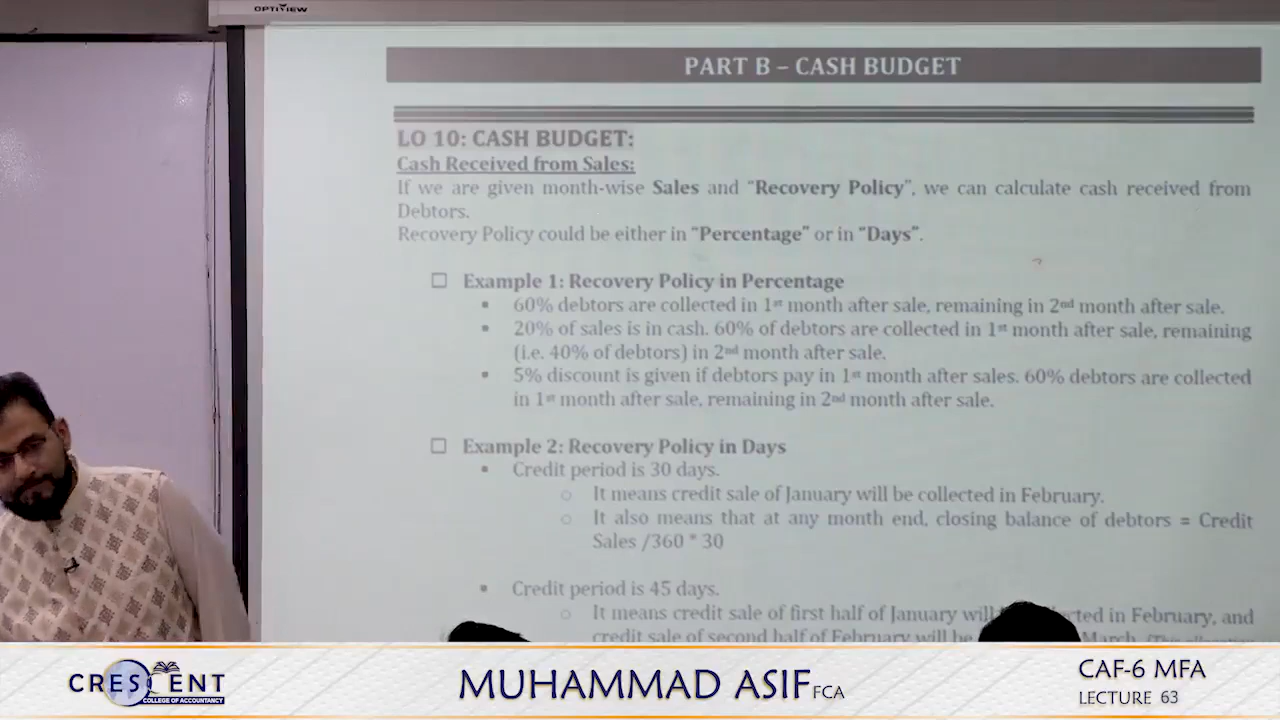 OPTIVIEW
PART B – CASH BUDGET
LO 10: CASH BUDGET:
Cash Received from Sales:
If we are given month-wise Sales and "Recovery Policy", we can calculate cash received from
Debtors.
Recovery Policy could be either in "Percentage" or in "Days".
☐ Example 1: Recovery Policy in Percentage
▪ 60% debtors are collected in 1st month after sale, remaining in 2nd month after sale.
▪ 20% of sales is in cash. 60% of debtors are collected in 1st month after sale, remaining
(i.e. 40% of debtors) in 2nd month after sale.
▪ 5% discount is given if debtors pay in 1st month after sales. 60% debtors are collected
in 1st month after sale, remaining in 2nd month after sale.
☐ Example 2: Recovery Policy in Days
▪ Credit period is 30 days.
○ It means credit sale of January will be collected in February.
○ It also means that at any month end, closing balance of debtors = Credit
Sales /360 * 30
▪ Credit period is 45 days.
○ It means credit sale of first half of January will in February, and
credit sale of second half of February will be March. (This
CRESCENT
COLLEGE OF ACCOUNTANCY
MUHAMMAD ASIF FCA
CAF-6 MFA
LECTURE 63